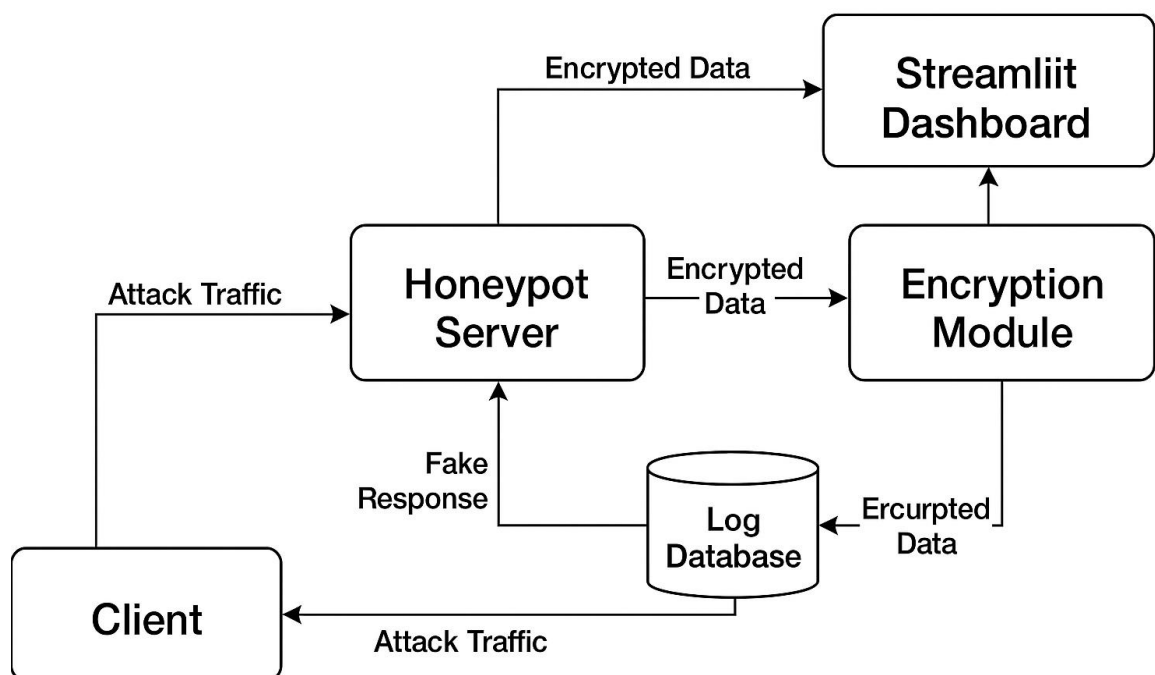 Encrypted Data
Streamliit
Dashboard
Attack Traffic
Honeypot
Server
Encrypted
Data
Encryption
Module
Fake
Response
Log
Database
Ercurpted
Data
Client
Attack Traffic